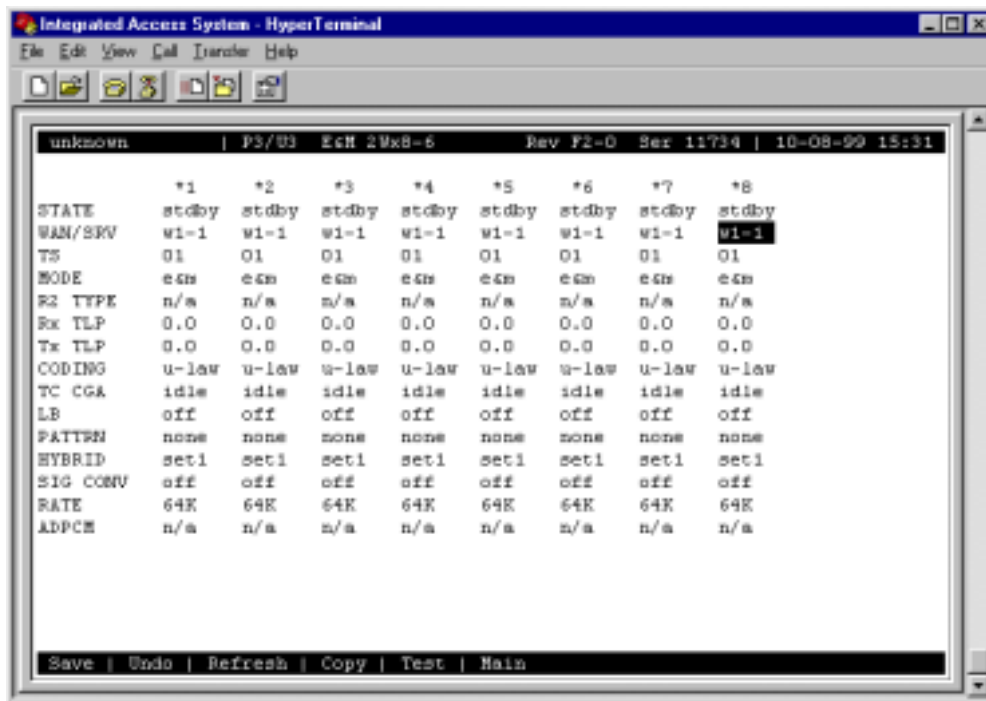 Integrated Access System - HyperTerminal
File Edit View Call Transfer Help
unknown | P3/U3 E&M 2Wx8-6 Rev F2-0 Ser 11734 | 10-08-99 15:31
*1 *2 *3 *4 *5 *6 *7 *8
STATE stdby stdby stdby stdby stdby stdby stdby stdby
WAN/SRV w1-1 w1-1 w1-1 w1-1 w1-1 w1-1 w1-1 w1-1
TS 01 01 01 01 01 01 01 01
MODE e&m e&m e&m e&m e&m e&m e&m e&m
R2 TYPE n/a n/a n/a n/a n/a n/a n/a n/a
Rx TLP 0.0 0.0 0.0 0.0 0.0 0.0 0.0 0.0
Tx TLP 0.0 0.0 0.0 0.0 0.0 0.0 0.0 0.0
CODING u-law u-law u-law u-law u-law u-law u-law u-law
TC CGA idle idle idle idle idle idle idle idle
LB off off off off off off off off
PATTRN none none none none none none none none
HYBRID set1 set1 set1 set1 set1 set1 set1 set1
SIG CONV off off off off off off off off
RATE 64K 64K 64K 64K 64K 64K 64K 64K
ADPCM n/a n/a n/a n/a n/a n/a n/a n/a
Save | Undo | Refresh | Copy | Test | Main